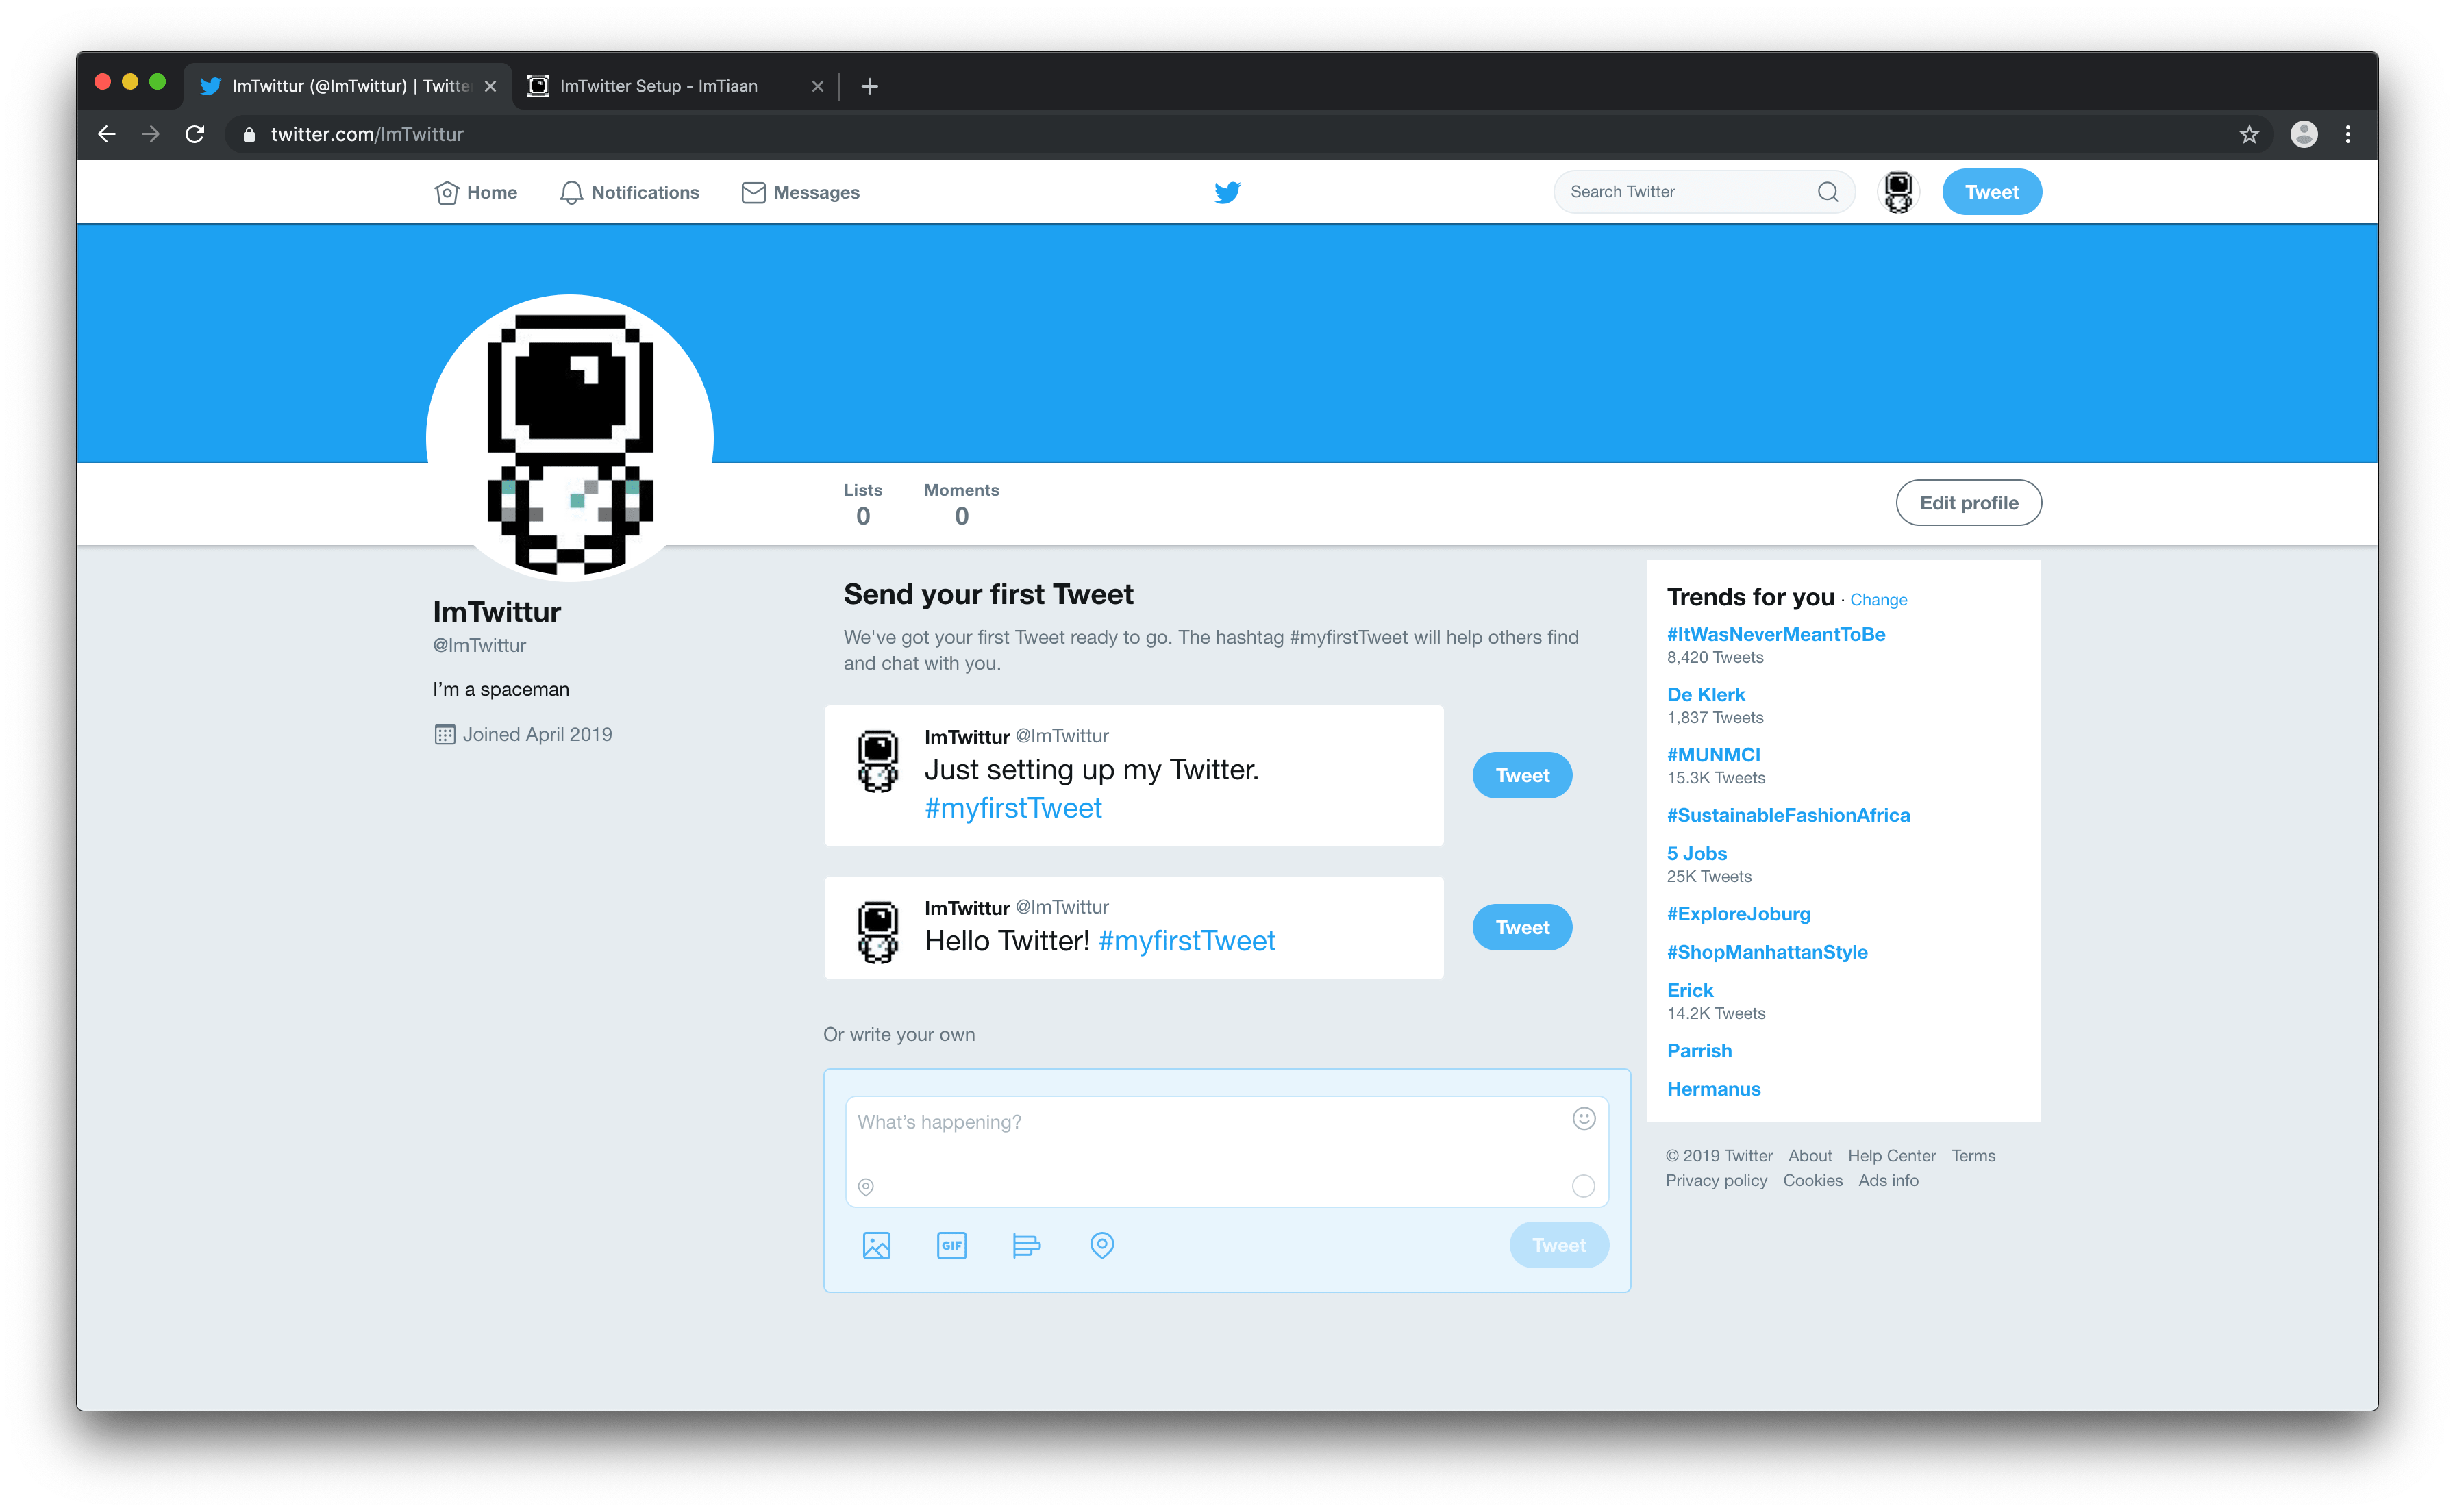 ImTwittur (@ImTwittur) | Twitte
ImTwitter Setup - ImTiaan
twitter.com/ImTwittur
Home
Notifications
Messages
Search Twitter
Tweet
Lists
0
Moments
0
Edit profile
ImTwittur
@ImTwittur
I'm a spaceman
Joined April 2019
Send your first Tweet
We've got your first Tweet ready to go. The hashtag #myfirstTweet will help others find
and chat with you.
ImTwittur @ImTwittur
Just setting up my Twitter.
#myfirstTweet
Tweet
ImTwittur @ImTwittur
Hello Twitter! #myfirstTweet
Tweet
Or write your own
What's happening?
GIF
Tweet
Trends for you · Change
#ItWasNeverMeantToBe
8,420 Tweets
De Klerk
1,837 Tweets
#MUNMCI
15.3K Tweets
#SustainableFashionAfrica
5 Jobs
25K Tweets
#ExploreJoburg
#ShopManhattanStyle
Erick
14.2K Tweets
Parrish
Hermanus
© 2019 Twitter About Help Center Terms
Privacy policy Cookies Ads info